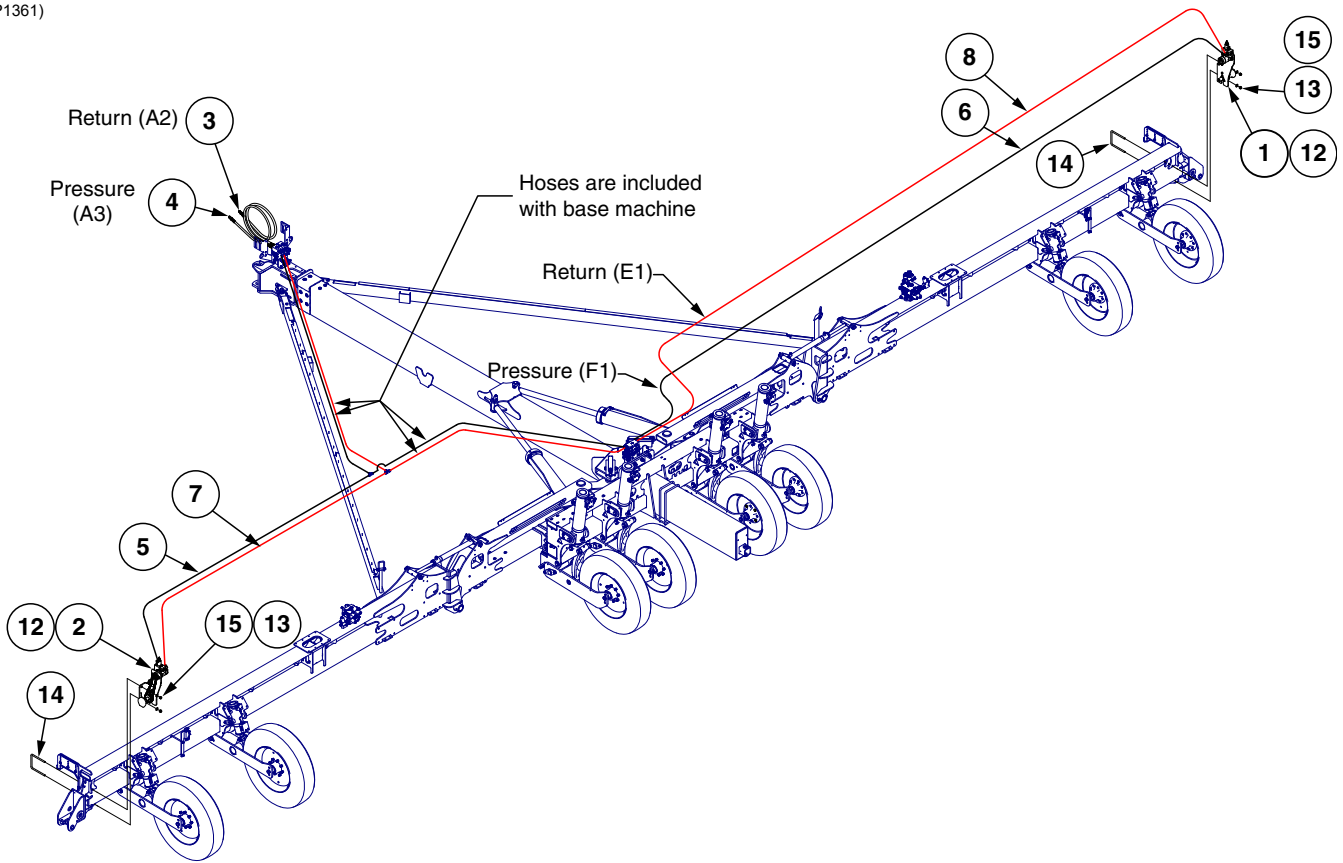 P1361)
15
8
13
6
Return (A2) 3
14
1 12
Pressure
(A3)
4
Hoses are included
with base machine
Return (E1)
Pressure (F1)
7
5
12 2
15 13
14